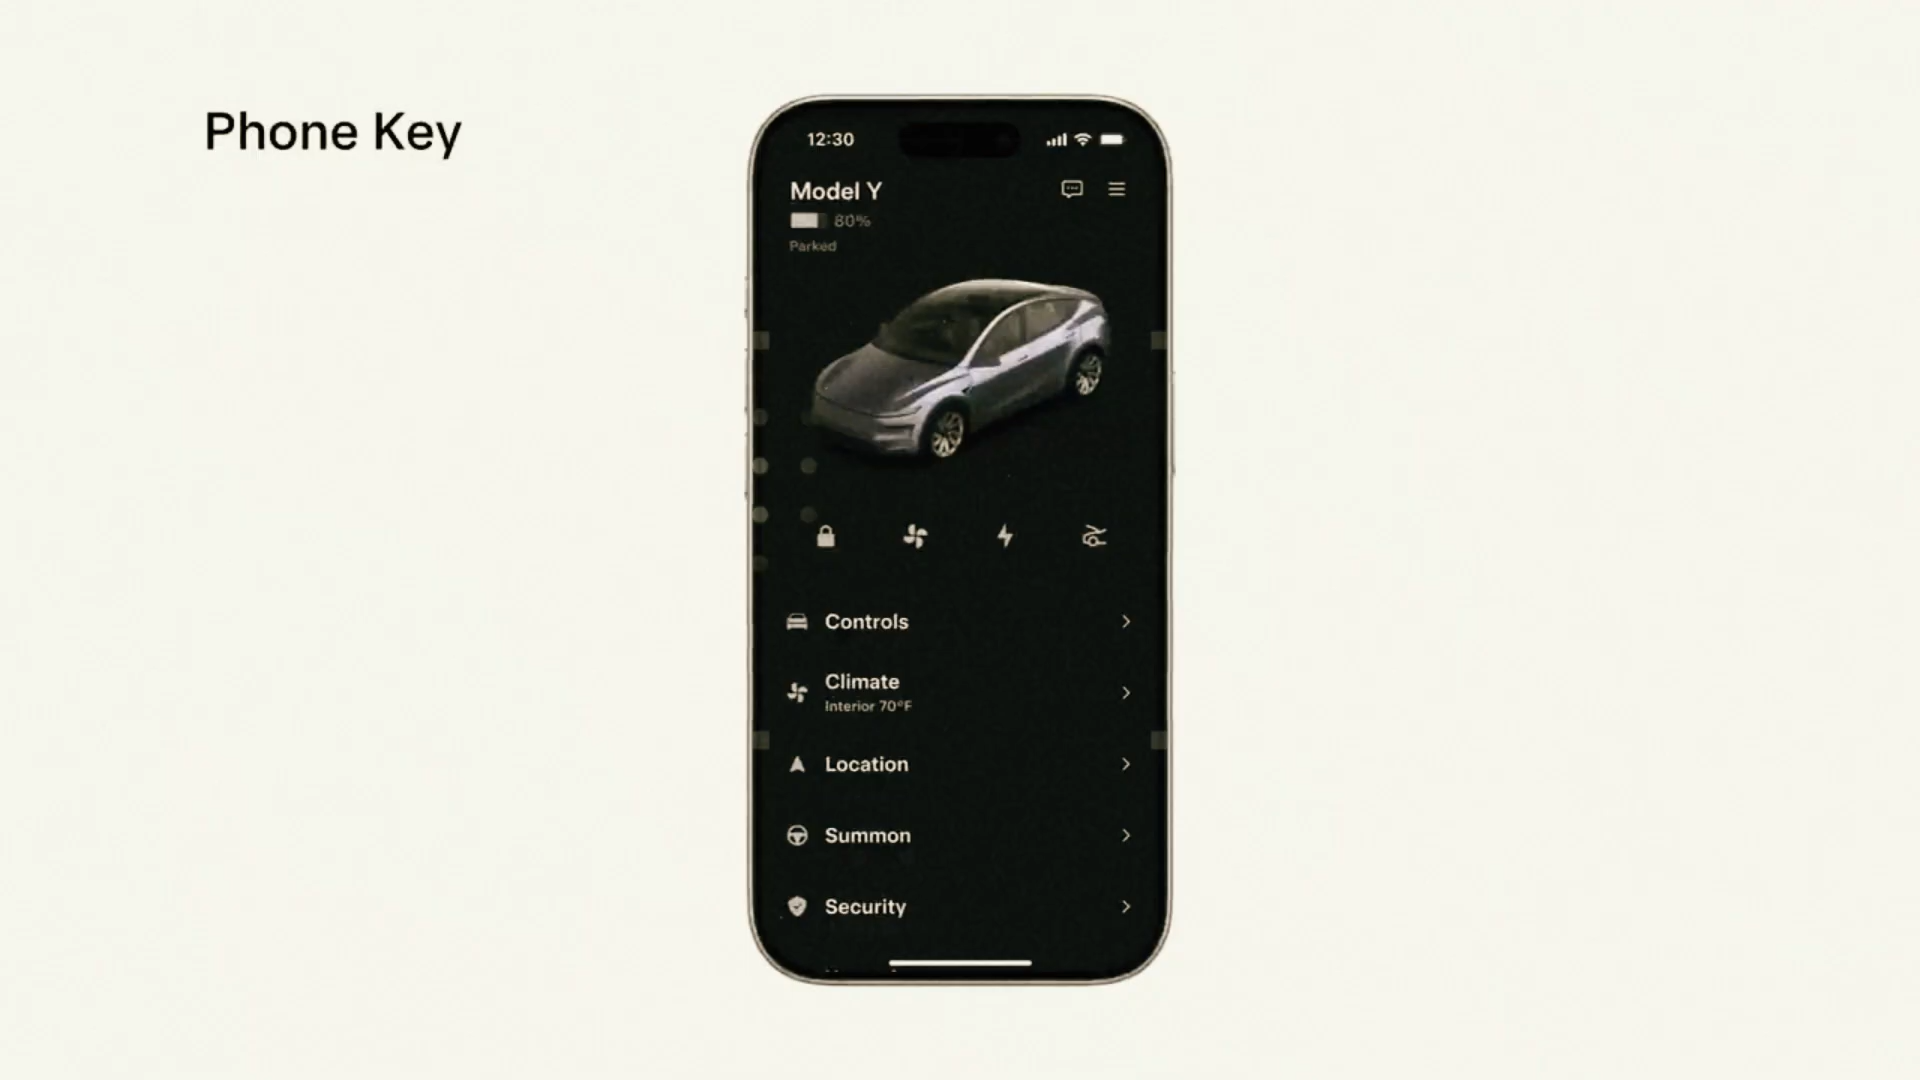 Phone Key
12:30
Model Y
80%
Parked
Controls
Climate
Interior 70°F
Location
Summon
Security